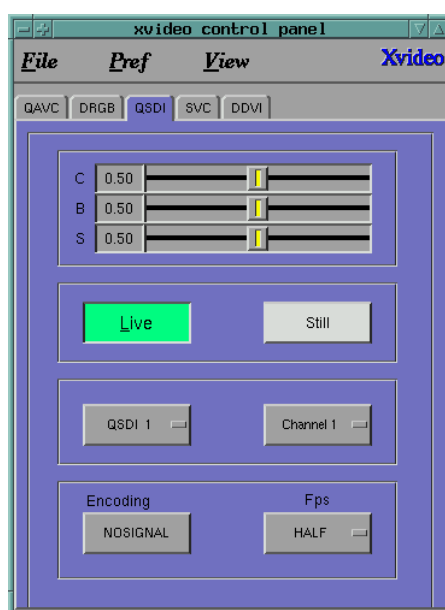 xvideo control panel
File Pref View Xvideo
QAVC DRGB QSDI SVC DDVI
C 0.50
B 0.50
S 0.50
Live Still
QSDI 1 Channel 1
Encoding Fps
NOSIGNAL HALF